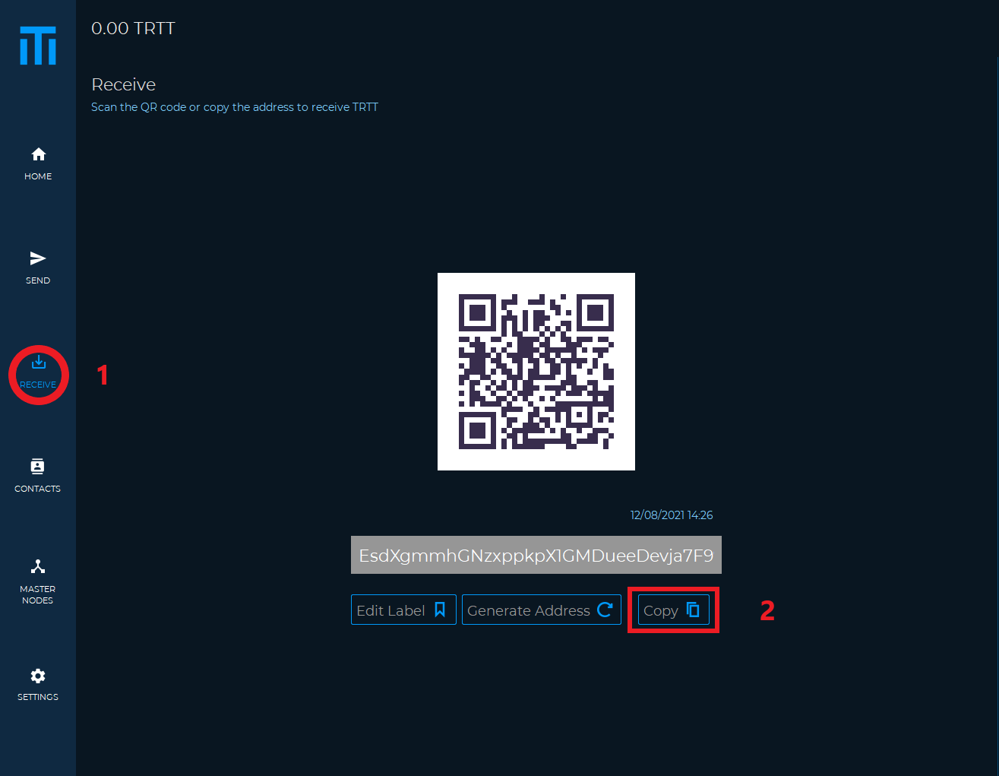 0.00 TRTT
Receive
Scan the QR code or copy the address to receive TRTT
HOME
SEND
RECEIVE
1
CONTACTS
MASTER
NODES
SETTINGS
12/08/2021 14:26
EsdXgmmhGNzxppkpX1GMDueeDevja7F9
Edit Label
Generate Address
Copy
2